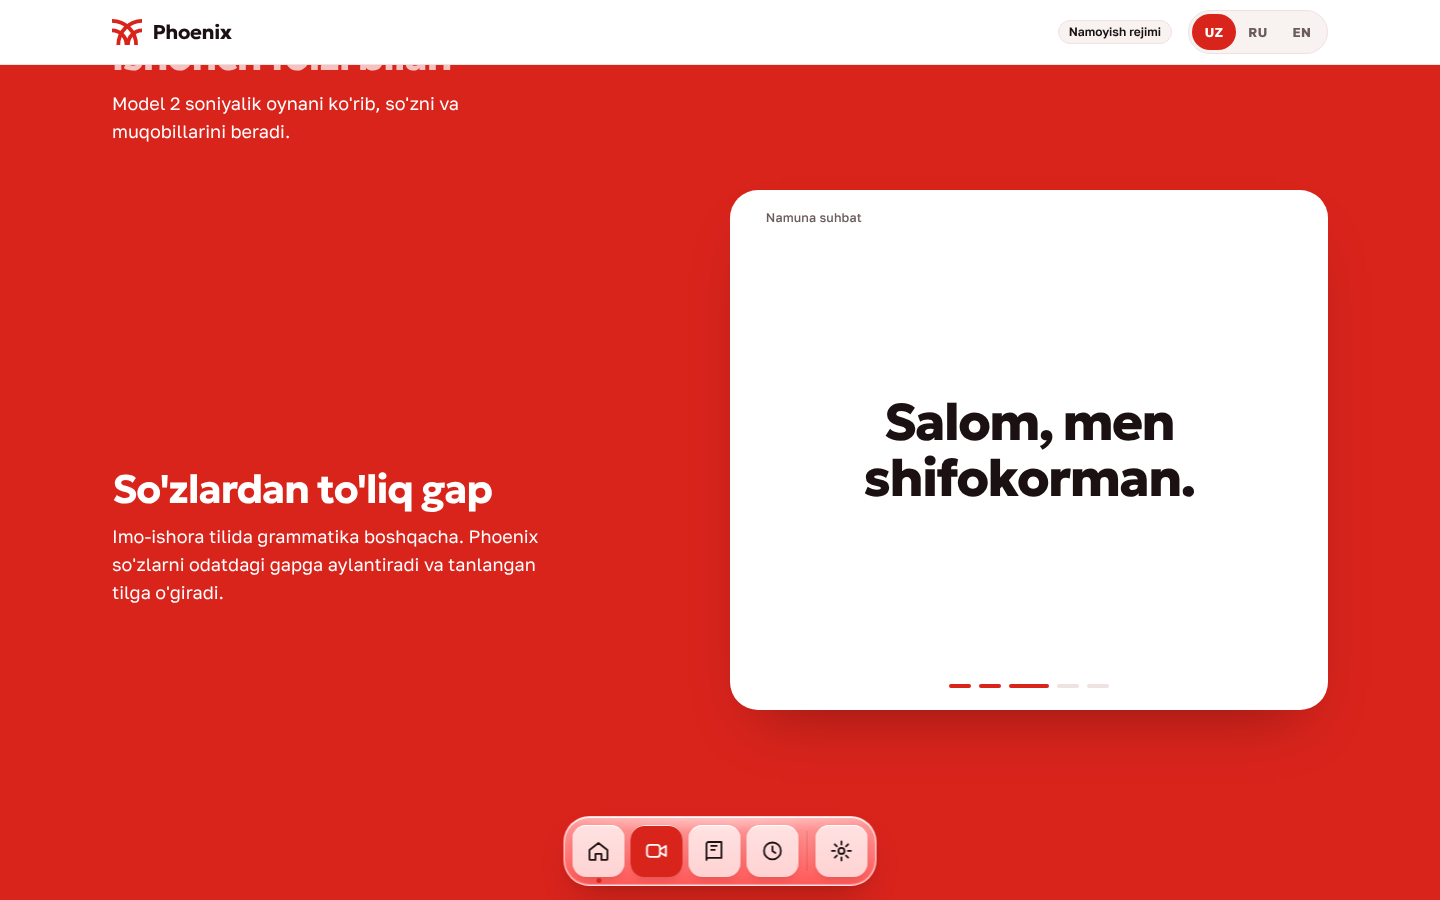 Phoenix
Namoyish rejimi
UZ RU EN
Model 2 soniyalik oynani ko'rib, so'zni va
muqobillarini beradi.
Namuna suhbat
Salom, men
shifokorman.
So'zlardan to'liq gap
Imo-ishora tilida grammatika boshqacha. Phoenix
so'zlarni odatdagi gapga aylantiradi va tanlangan
tilga o'giradi.